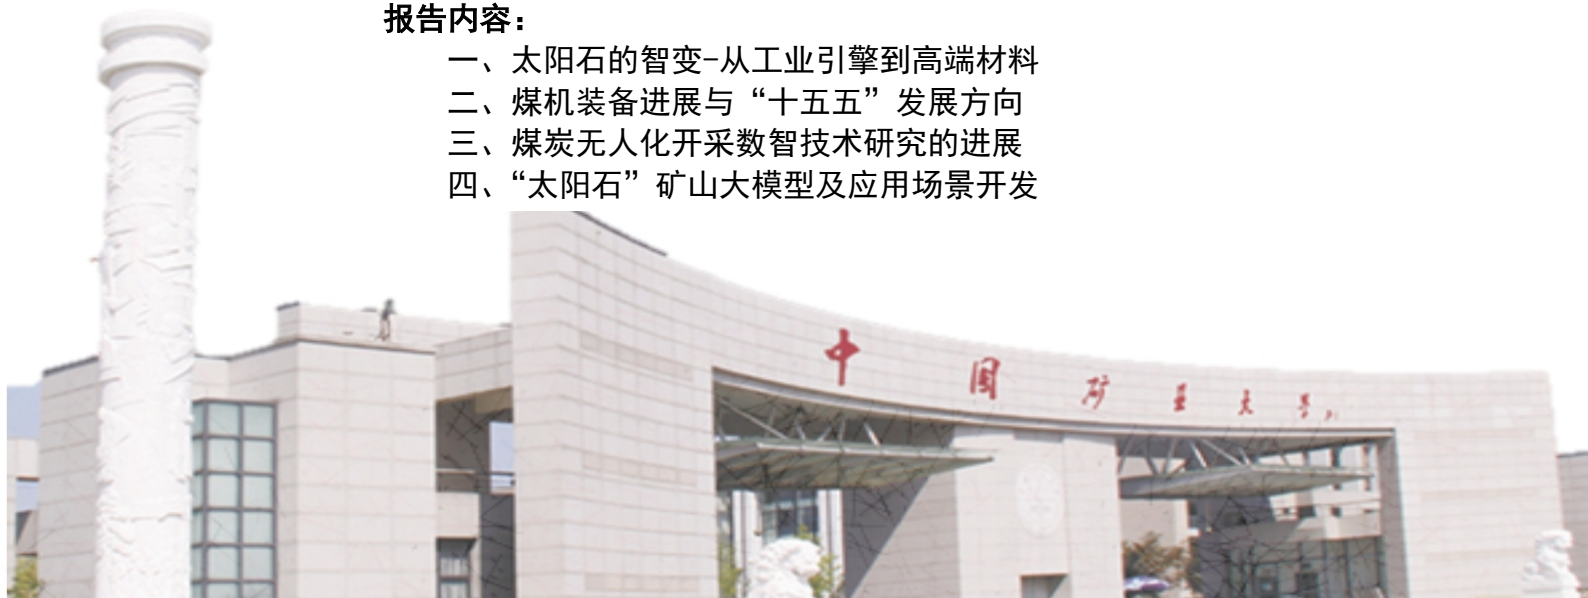 报告内容：
一、太阳石的智变-从工业引擎到高端材料
二、煤机装备进展与“十五五”发展方向
三、煤炭无人化开采数智技术研究的进展
四、“太阳石”矿山大模型及应用场景开发
中国矿业大学